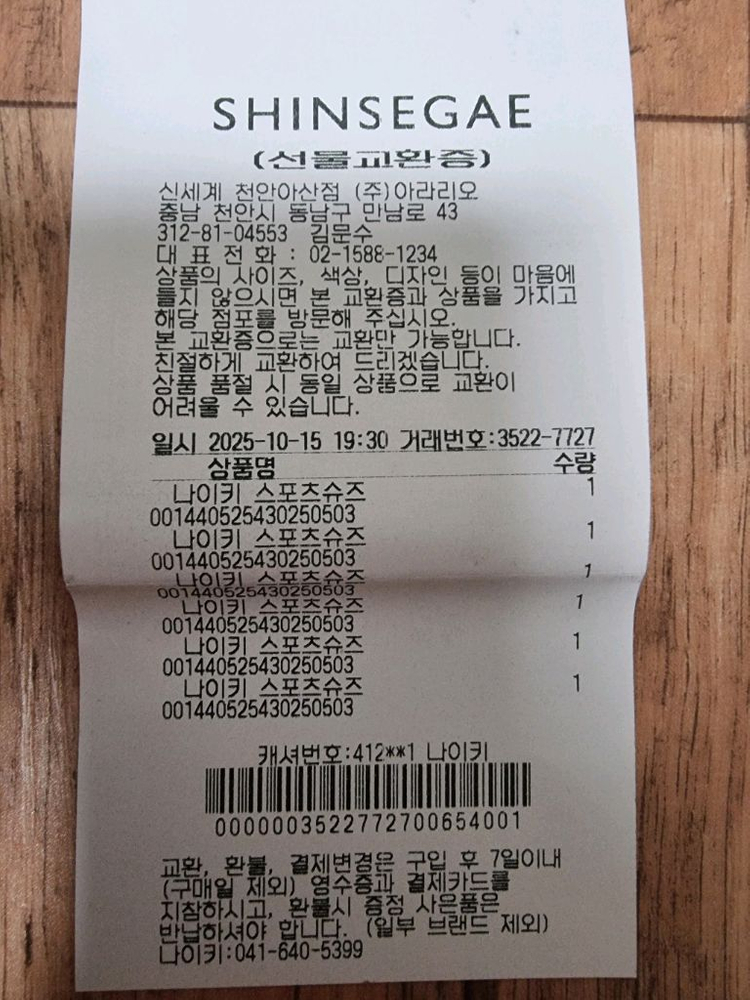 SHINSEGAE
(선물교환증)
신세계 천안아산점 (주)아라리오
충남 천안시 동남구 만남로 43
312-81-04553 김문수
대 표 전 화 : 02-1588-1234
상품의 사이즈, 색상, 디자인 등이 마음에
들지 않으시면 본 교환증과 상품을 가지고
해당 점포를 방문해 주십시오.
본 교환증으로는 교환만 가능합니다.
친절하게 교환하여 드리겠습니다.
상품 품절 시 동일 상품으로 교환이
어려울 수 있습니다.
일시 2025-10-15 19:30 거래번호:3522-7727
상품명 수량
나이키 스포츠슈즈 1
001440525430250503
나이키 스포츠슈즈 1
001440525430250503
나이키 스포츠슈즈 1
001440525430250503
나이키 스포츠슈즈 1
001440525430250503
나이키 스포츠슈즈 1
001440525430250503
나이키 스포츠슈즈 1
001440525430250503
캐셔번호:412**1 나이키
0000003522772700654001
교환, 환불, 결제변경은 구입 후 7일이내
(구매일 제외) 영수증과 결제카드를
지참하시고, 환불시 증정 사은품은
반납하셔야 합니다. (일부 브랜드 제외)
나이키:041-640-5399